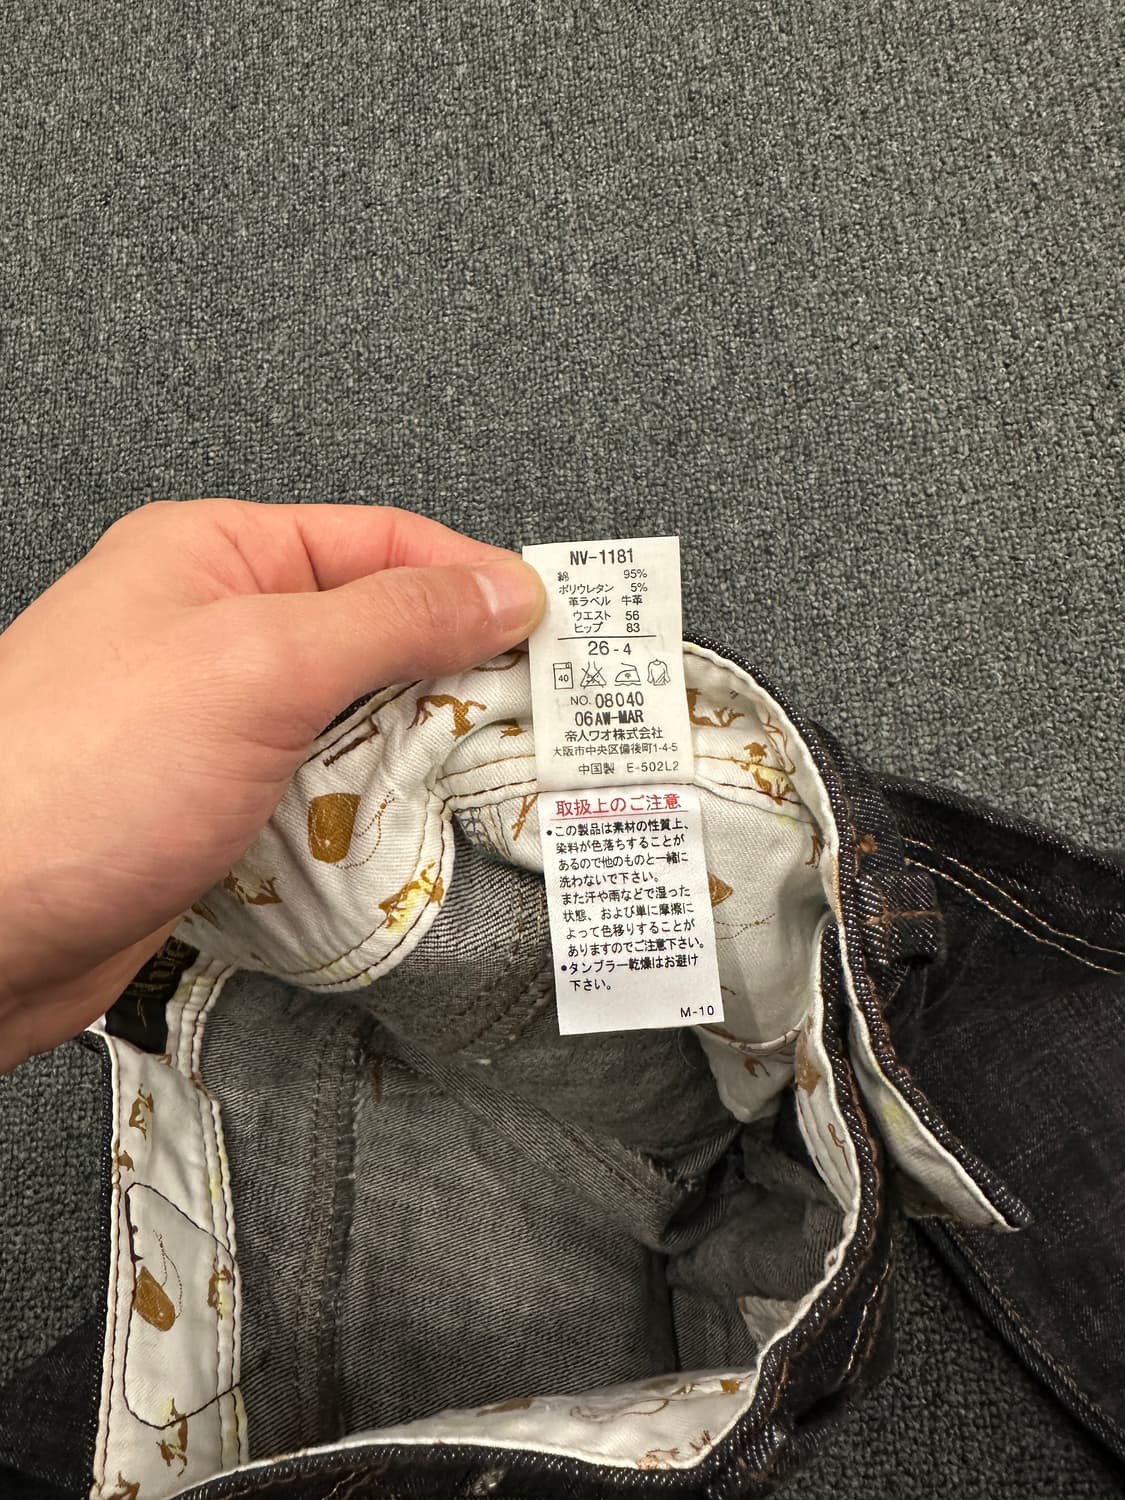 NV-1181
綿 95%
ポリウレタン 5%
革ラベル 牛革
ウエスト 56
ヒップ 83
26-4
40
NO. 08040
06AW-MAR
帝人ワオ株式会社
大阪市中央区備後町1-4-5
中国製 E-502L2
取扱上のご注意
●この製品は素材の性質上、
染料が色落ちすることが
あるので他のものと一緒に
洗わないで下さい。
また汗や雨などで湿った
状態、および単に摩擦に
よって色移りすることが
ありますのでご注意下さい。
●タンブラー乾燥はお避け
下さい。
M-10